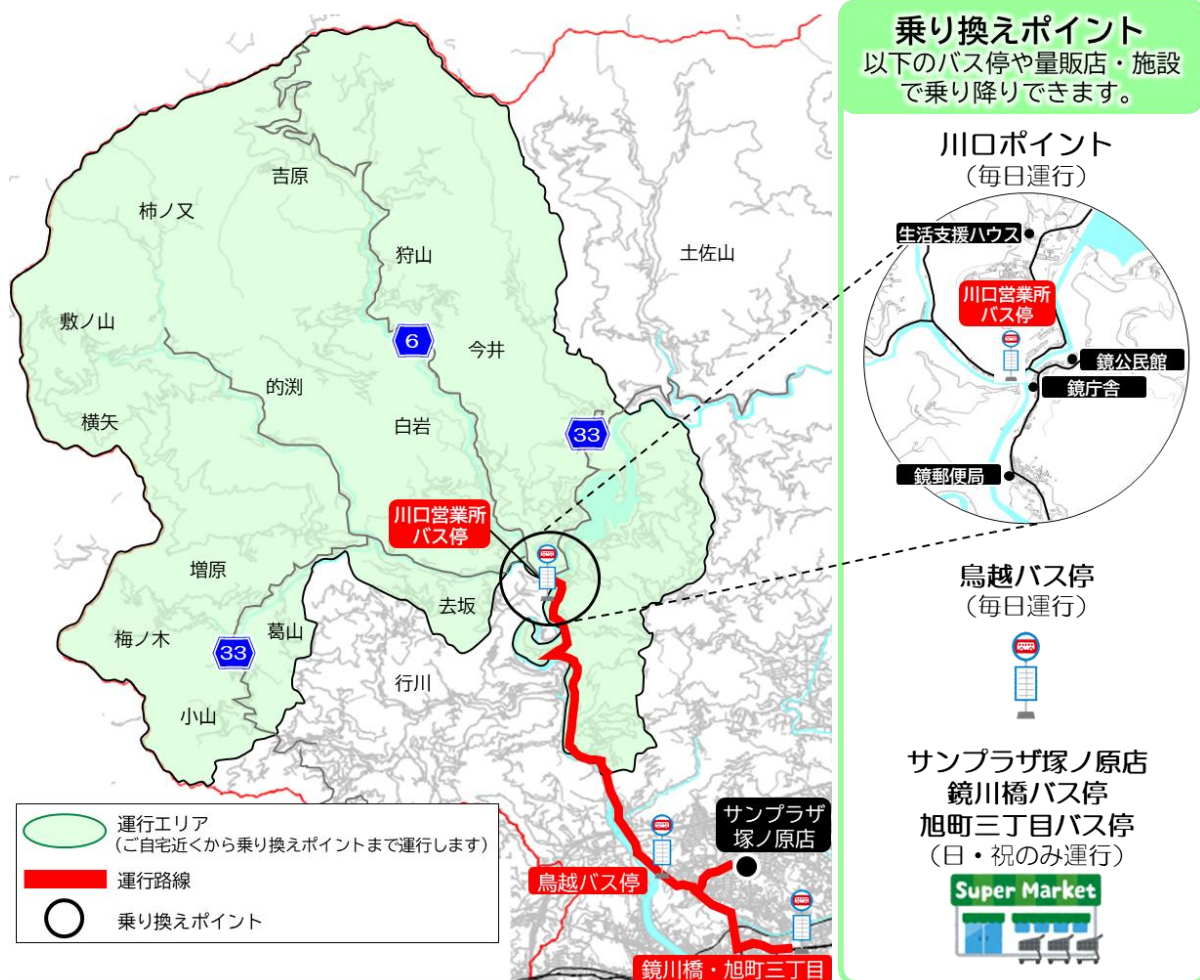 吉原
柿ノ又
狩山
土佐山
敷ノ山
6
今井
的渕
横矢
白岩
33
川口営業所
バス停
増原
去坂
葛山
梅ノ木
33
行川
小山
運行エリア
(ご自宅近くから乗り換えポイントまで運行します)
運行路線
乗り換えポイント
サンプラザ
塚ノ原店
鳥越バス停
鏡川橋・旭町三丁目
乗り換えポイント
以下のバス停や量販店・施設
で乗り降りできます。
川口ポイント
（毎日運行）
生活支援ハウス
川口営業所
バス停
鏡公民館
鏡庁舎
鏡郵便局
鳥越バス停
（毎日運行）
サンプラザ塚ノ原店
鏡川橋バス停
旭町三丁目バス停
（日・祝のみ運行）
Super Market